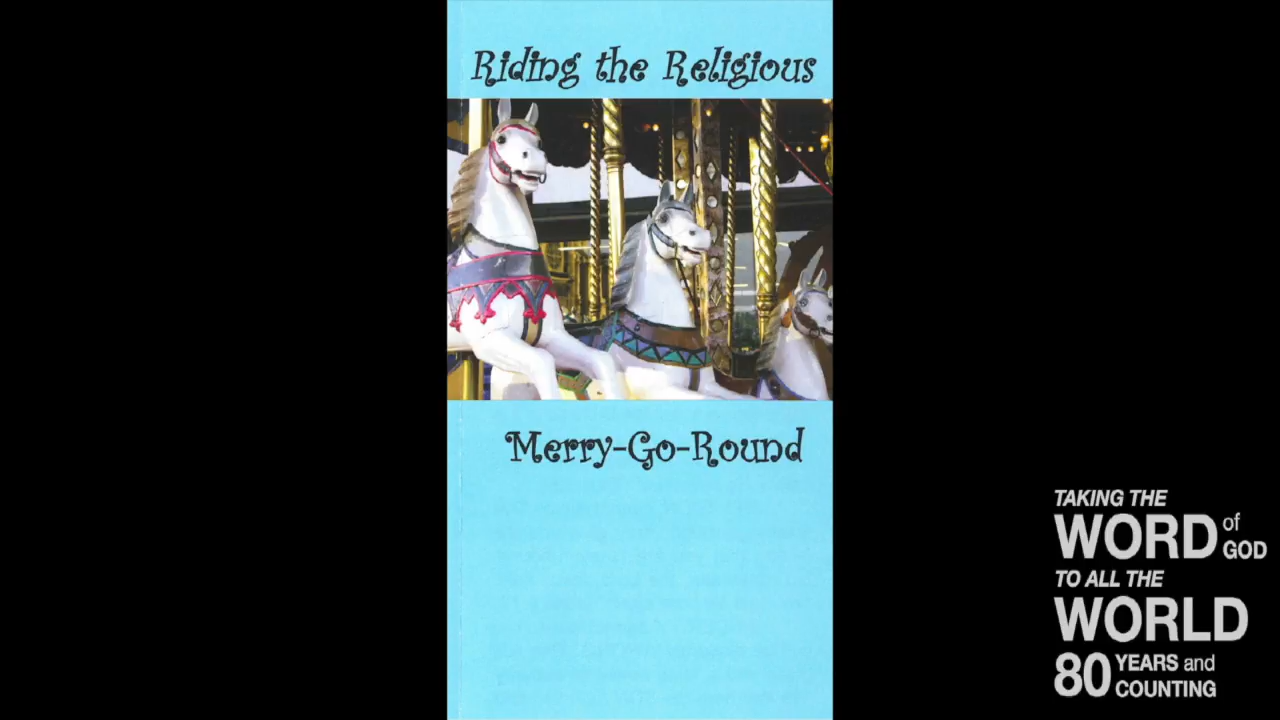 Riding the Religious
Merry-Go-Round
TAKING THE
WORD of GOD
TO ALL THE
WORLD
80 YEARS and COUNTING